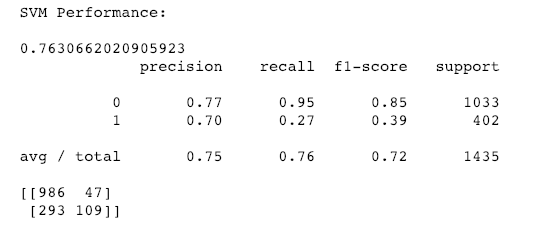 SVM Performance:
0.7630662020905923
precision recall f1-score support
0 0.77 0.95 0.85 1033
1 0.70 0.27 0.39 402
avg / total 0.75 0.76 0.72 1435
[[986 47]
[293 109]]